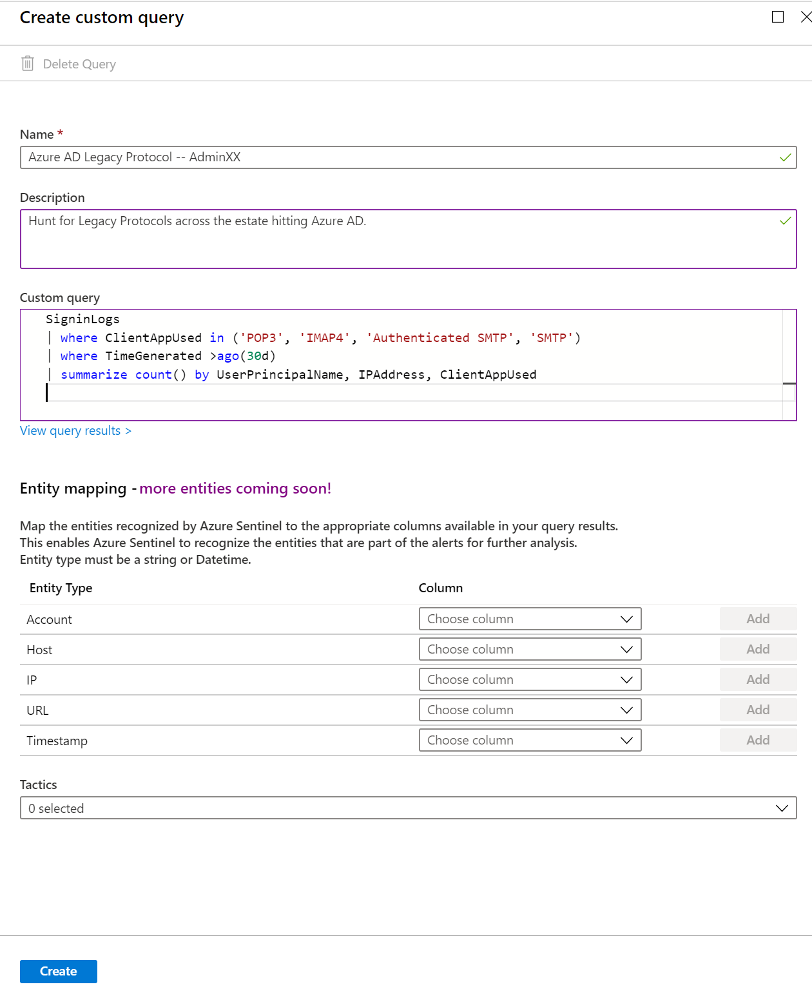 Create custom query
Delete Query
Name *
Azure AD Legacy Protocol -- AdminXX
Description
Hunt for Legacy Protocols across the estate hitting Azure AD.
Custom query
SigninLogs
| where ClientAppUsed in ('POP3', 'IMAP4', 'Authenticated SMTP', 'SMTP')
| where TimeGenerated >ago(30d)
| summarize count() by UserPrincipalName, IPAddress, ClientAppUsed
View query results >
Entity mapping - more entities coming soon!
Map the entities recognized by Azure Sentinel to the appropriate columns available in your query results.
This enables Azure Sentinel to recognize the entities that are part of the alerts for further analysis.
Entity type must be a string or Datetime.
Entity Type Column
Account Choose column Add
Host Choose column Add
IP Choose column Add
URL Choose column Add
Timestamp Choose column Add
Tactics
0 selected
Create